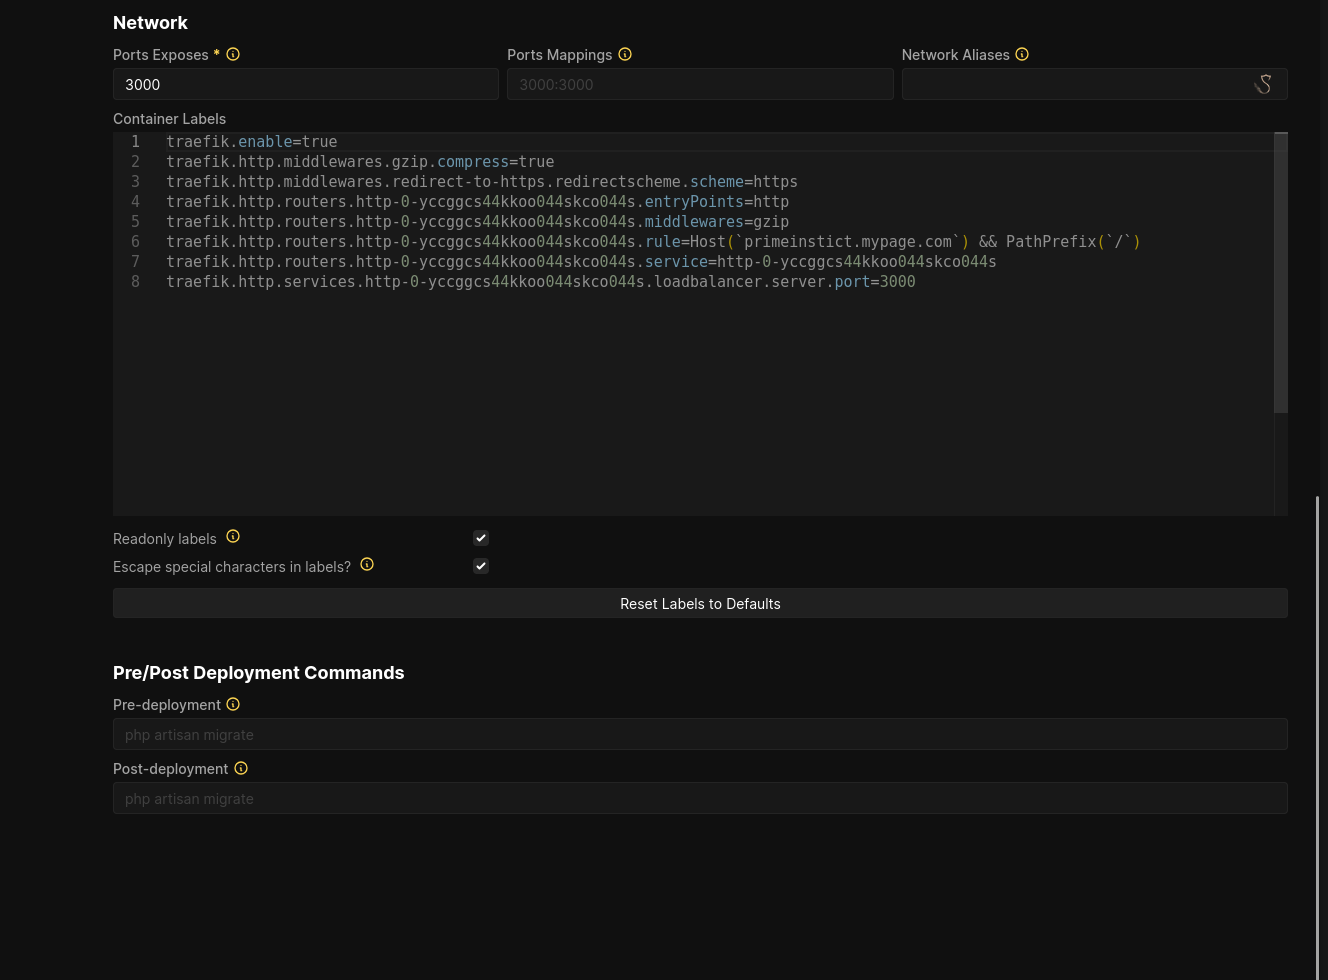 Network
Ports Exposes *
Ports Mappings
Network Aliases
3000
3000:3000
Container Labels
1 traefik.enable=true
2 traefik.http.middlewares.gzip.compress=true
3 traefik.http.middlewares.redirect-to-https.redirectscheme.scheme=https
4 traefik.http.routers.http-0-yccggcs44kkoo044skco044s.entryPoints=http
5 traefik.http.routers.http-0-yccggcs44kkoo044skco044s.middlewares=gzip
6 traefik.http.routers.http-0-yccggcs44kkoo044skco044s.rule=Host(`primeinstict.mypage.com`) && PathPrefix(`/`)
7 traefik.http.routers.http-0-yccggcs44kkoo044skco044s.service=http-0-yccggcs44kkoo044skco044s
8 traefik.http.services.http-0-yccggcs44kkoo044skco044s.loadbalancer.server.port=3000
Readonly labels
Escape special characters in labels?
Reset Labels to Defaults
Pre/Post Deployment Commands
Pre-deployment
php artisan migrate
Post-deployment
php artisan migrate